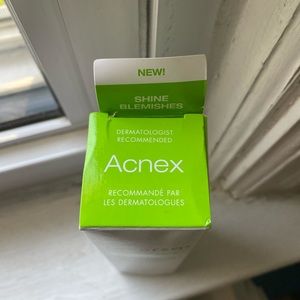 NEW!
SHINE
BLEMISHES
DERMATOLOGIST
RECOMMENDED
Acnex
RECOMMANDÉ PAR
LES DERMATOLOGUES